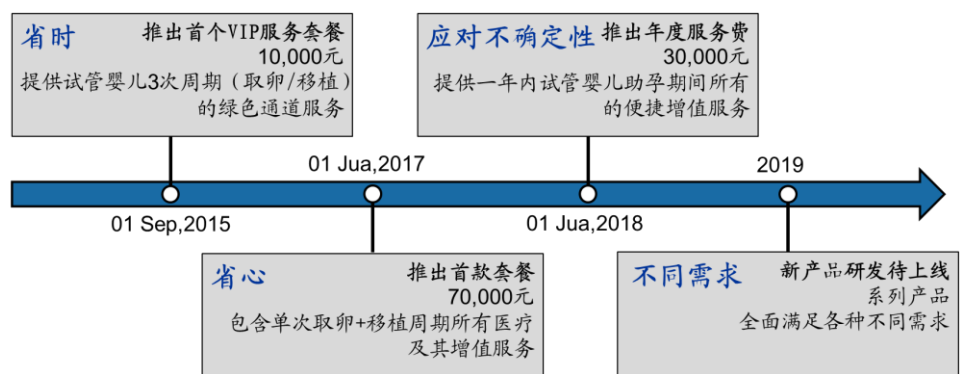 省时 推出首个VIP服务套餐
10,000元
提供试管婴儿3次周期（取卵/移植）
的绿色通道服务
应对不确定性 推出年度服务费
30,000元
提供一年内试管婴儿助孕期间所有
的便捷增值服务
01 Jua,2017
2019
01 Sep,2015
01 Jua,2018
省心 推出首款套餐
70,000元
包含单次取卵+移植周期所有医疗
及其增值服务
不同需求 新产品研发待上线
系列产品
全面满足各种不同需求